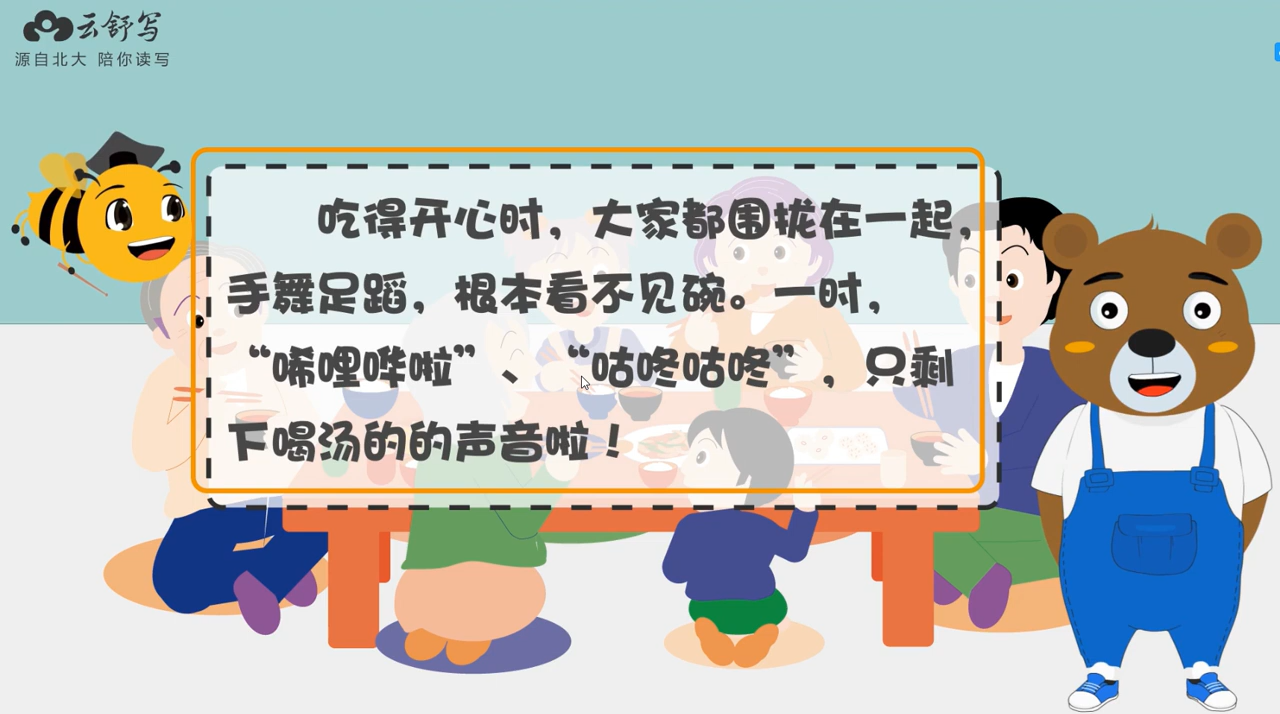 云舒写
源自北大 陪你读写
吃得开心时，大家都围拢在一起，
手舞足蹈，根本看不见碗。一时，
“唏哩哗啦”、“咕咚咕咚”，只剩
下喝汤的的声音啦！